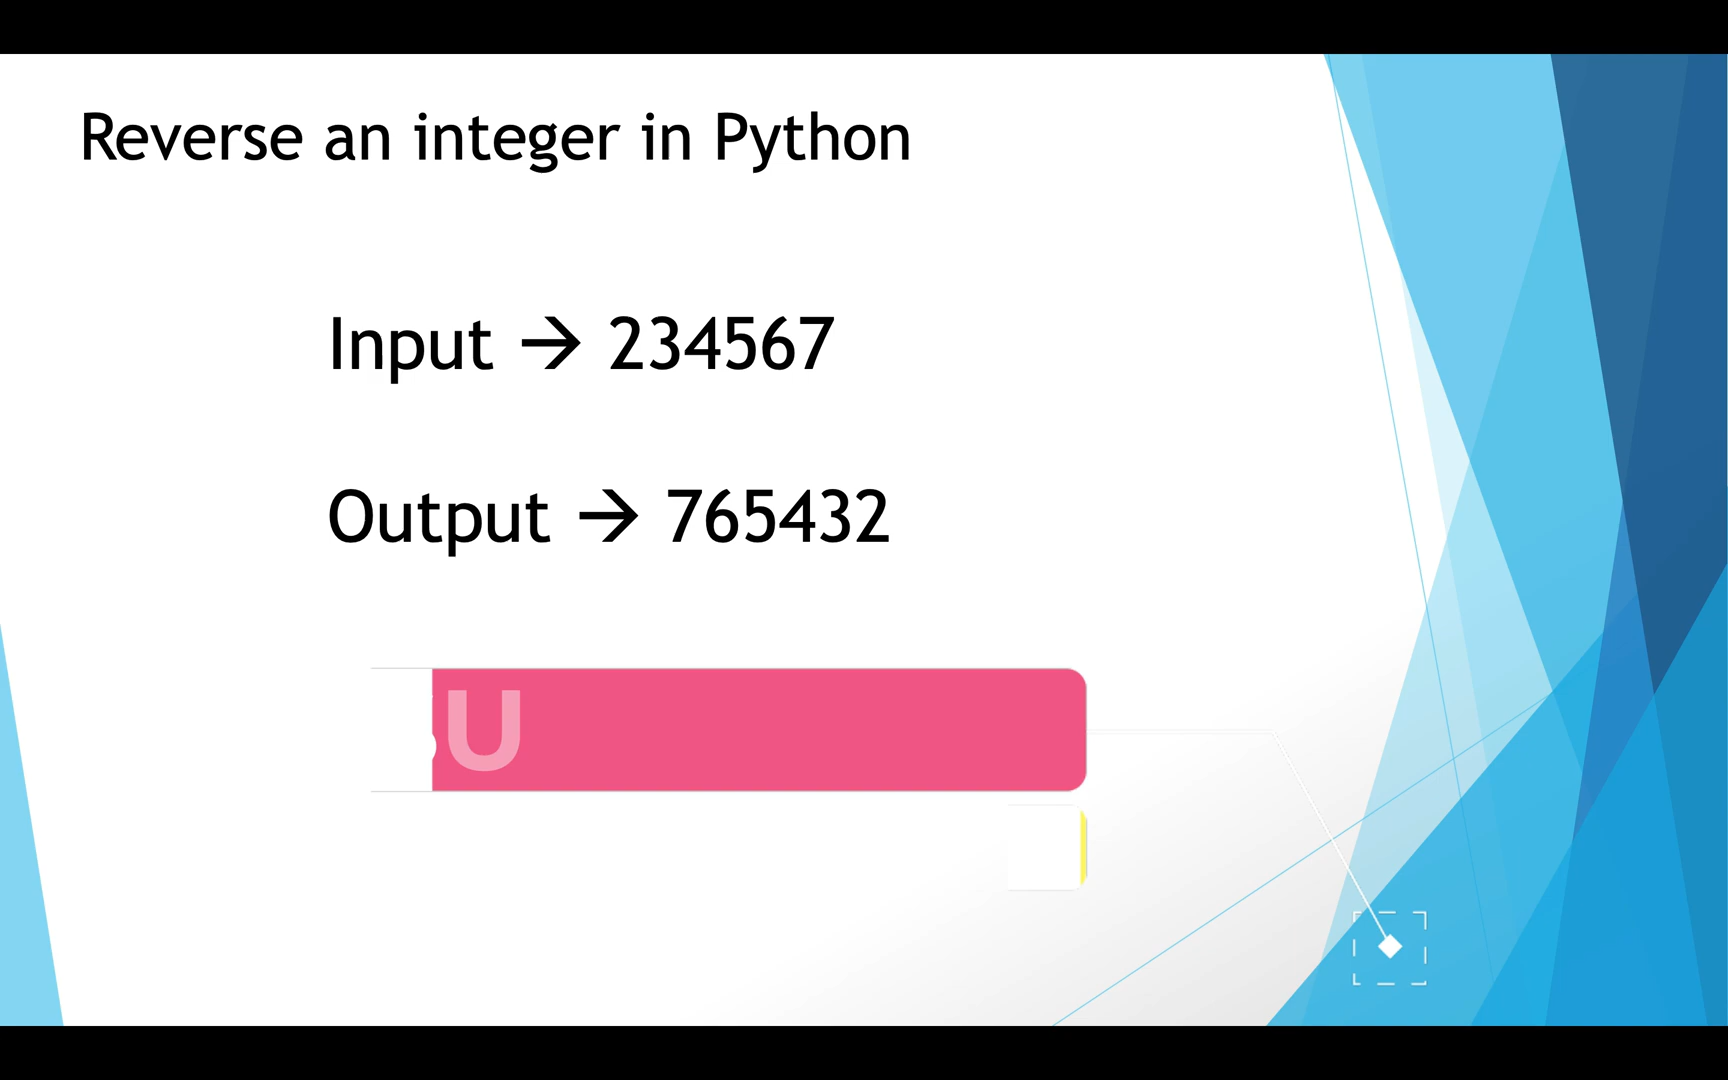 Reverse an integer in Python
Input → 234567
Output → 765432